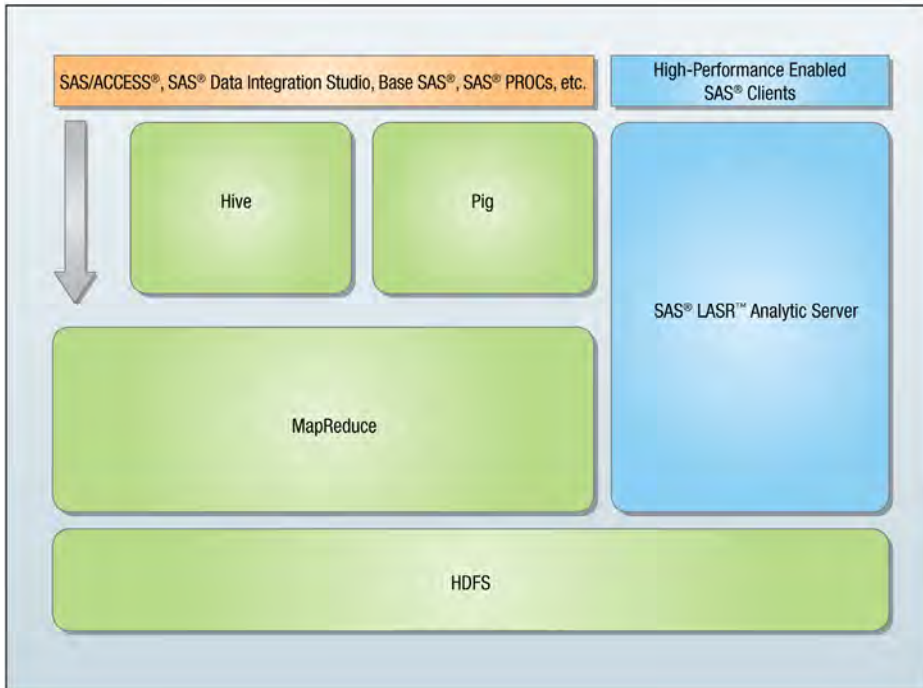 SAS/ACCESS®, SAS® Data Integration Studio, Base SAS®, SAS® PROCs, etc.
High-Performance Enabled
SAS® Clients
Hive
Pig
SAS® LASR™ Analytic Server
MapReduce
HDFS